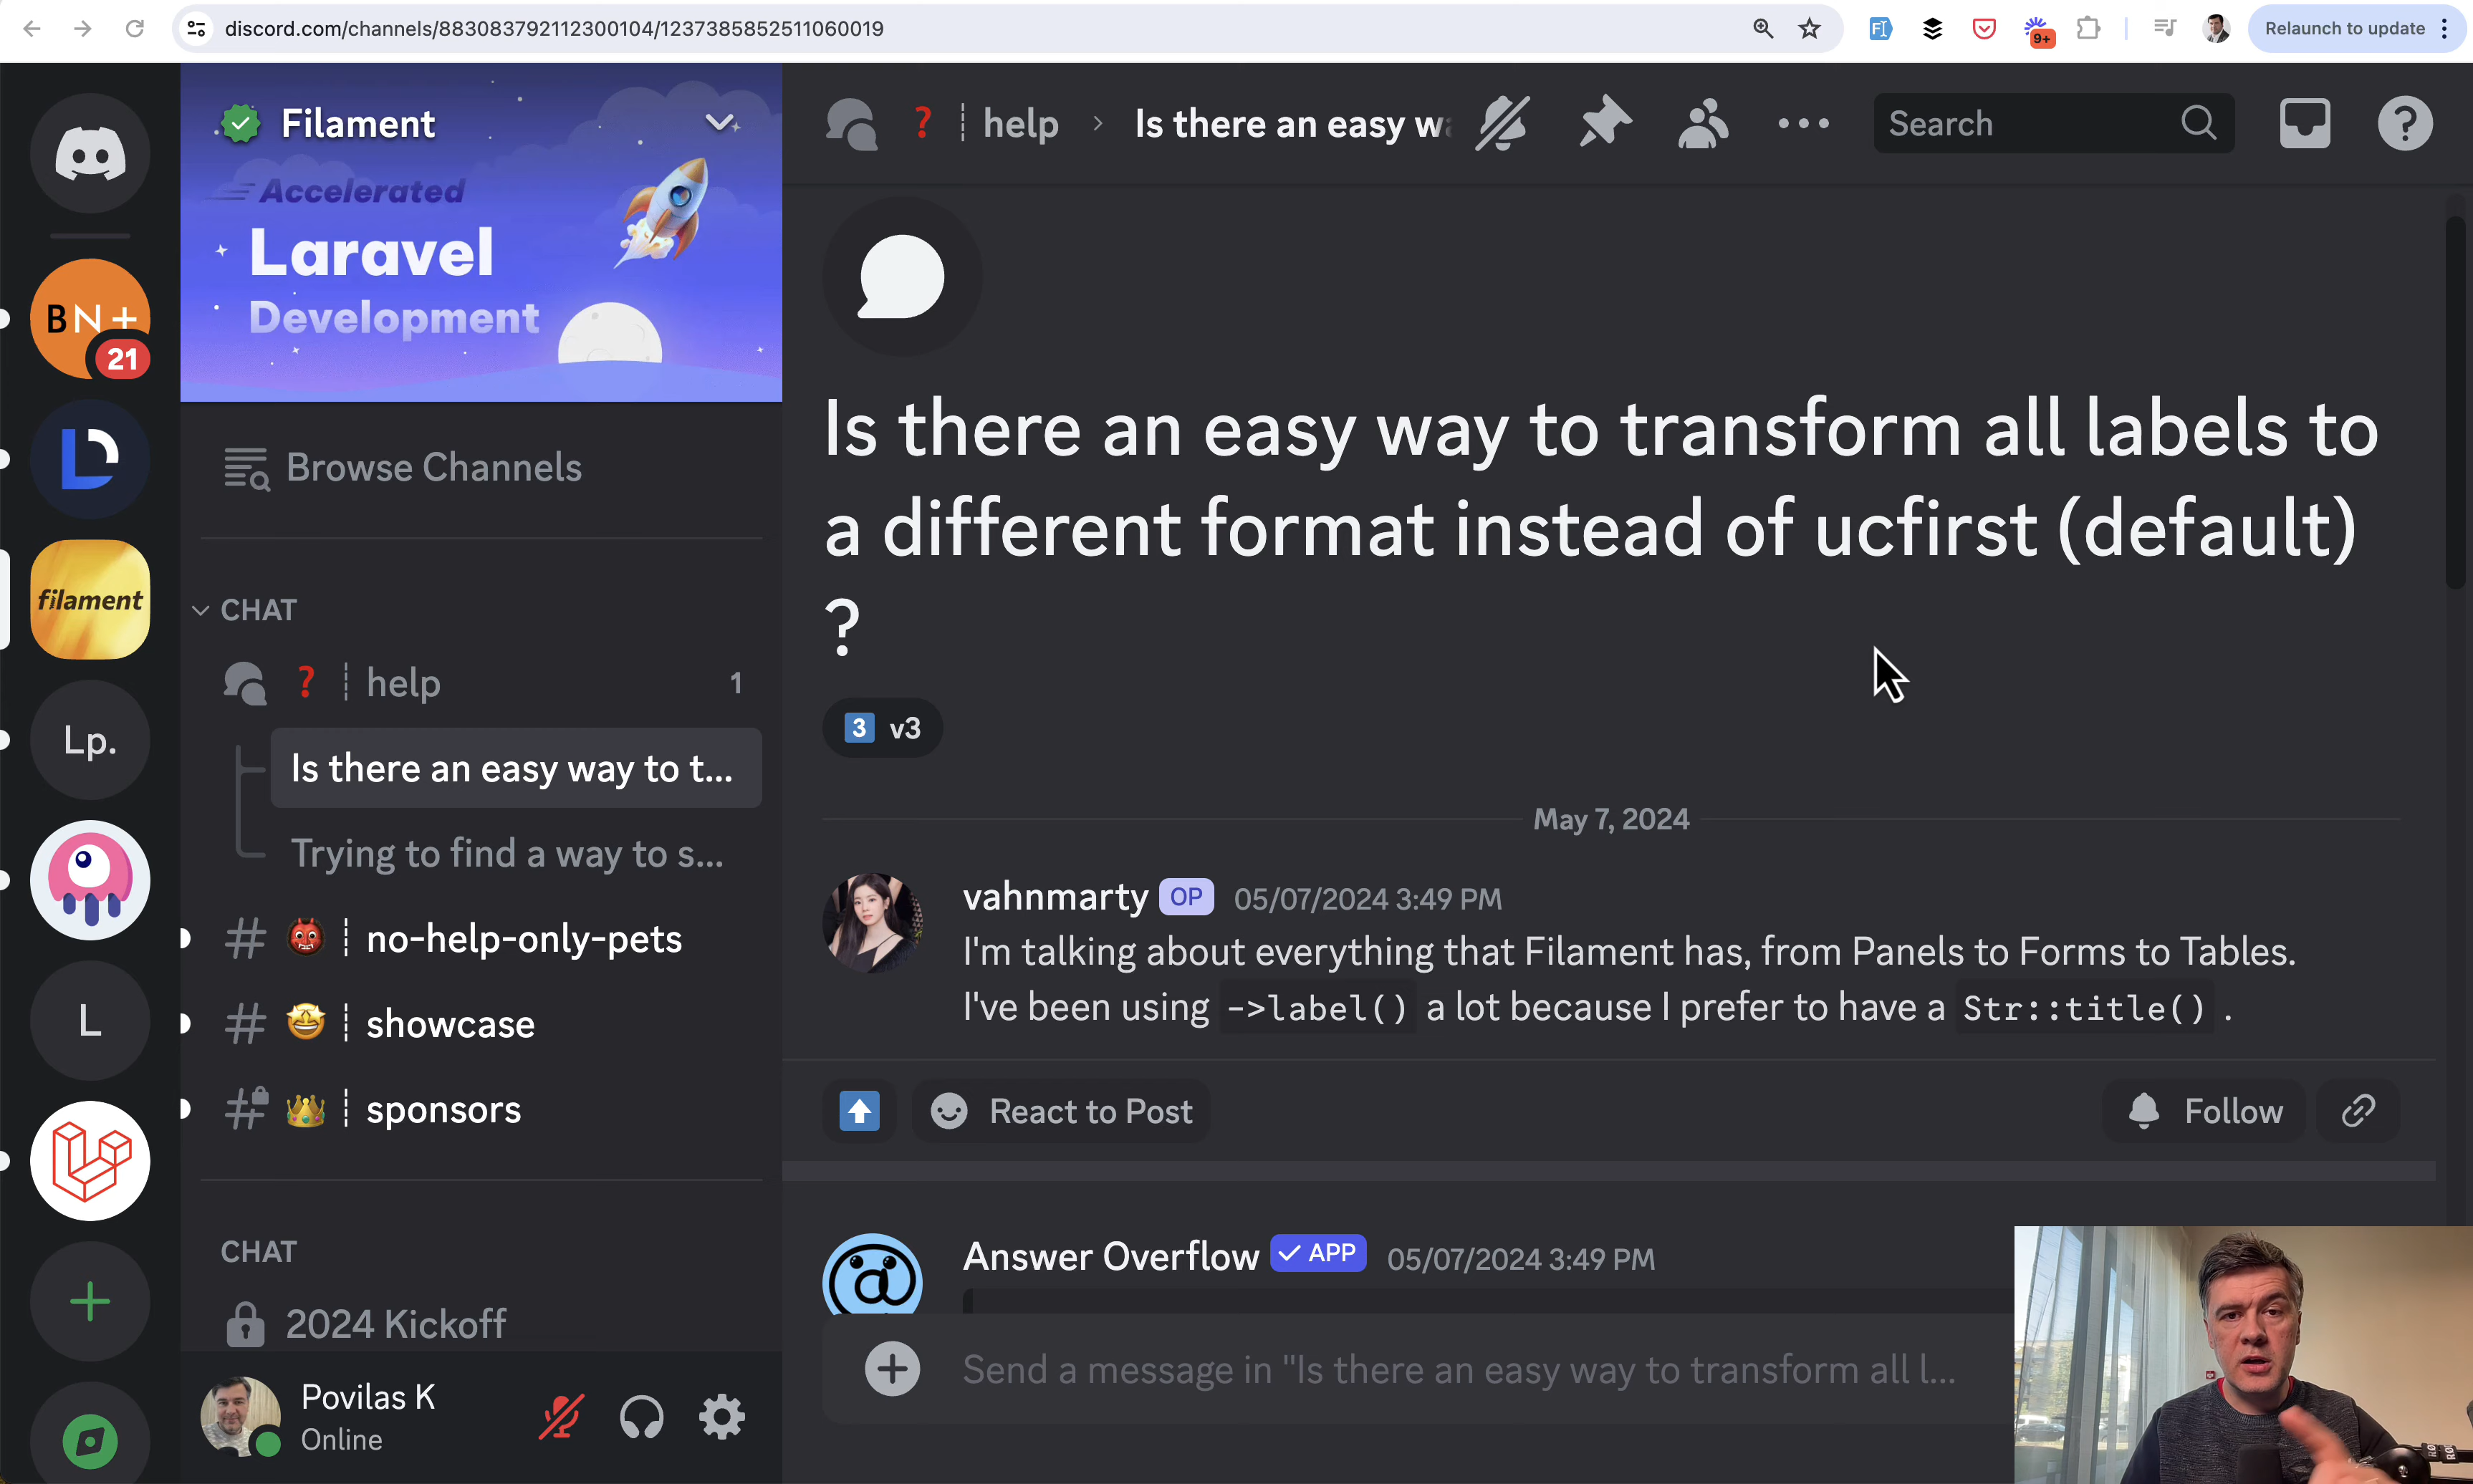 discord.com/channels/883083792112300104/1237385852511060019
9+
Relaunch to update
Filament
Accelerated
Laravel
Development
BN+
21
filament
Lp.
L
Browse Channels
CHAT
❓ ┊ help
1
Is there an easy way to t...
Trying to find a way to s...
# 👹 ┊ no-help-only-pets
# 🤩 ┊ showcase
# 👑 ┊ sponsors
CHAT
2024 Kickoff
Povilas K
Online
❓ ┊ help > Is there an easy wa
Search
Is there an easy way to transform all labels to
a different format instead of ucfirst (default)
?
3 v3
May 7, 2024
vahnmarty OP 05/07/2024 3:49 PM
I'm talking about everything that Filament has, from Panels to Forms to Tables.
I've been using ->label() a lot because I prefer to have a Str::title() .
React to Post
Follow
Answer Overflow ✓ APP 05/07/2024 3:49 PM
Send a message in "Is there an easy way to transform all l...